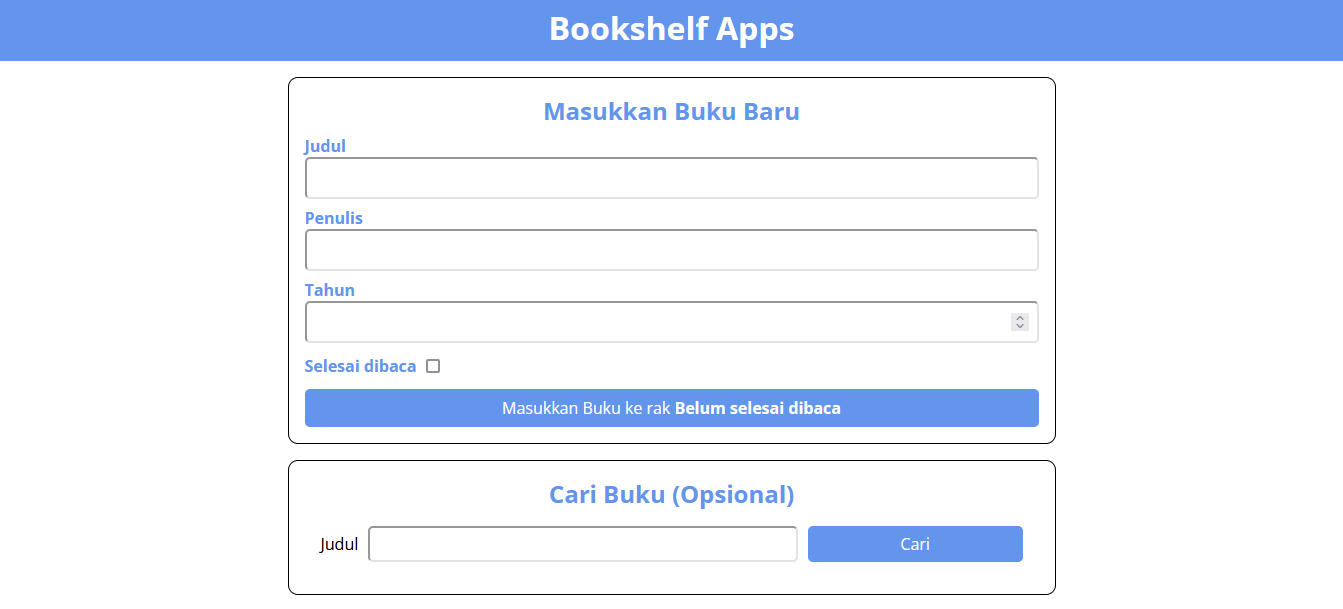 Bookshelf Apps
Masukkan Buku Baru
Judul
Penulis
Tahun
Selesai dibaca
Masukkan Buku ke rak Belum selesai dibaca
Cari Buku (Opsional)
Judul
Cari